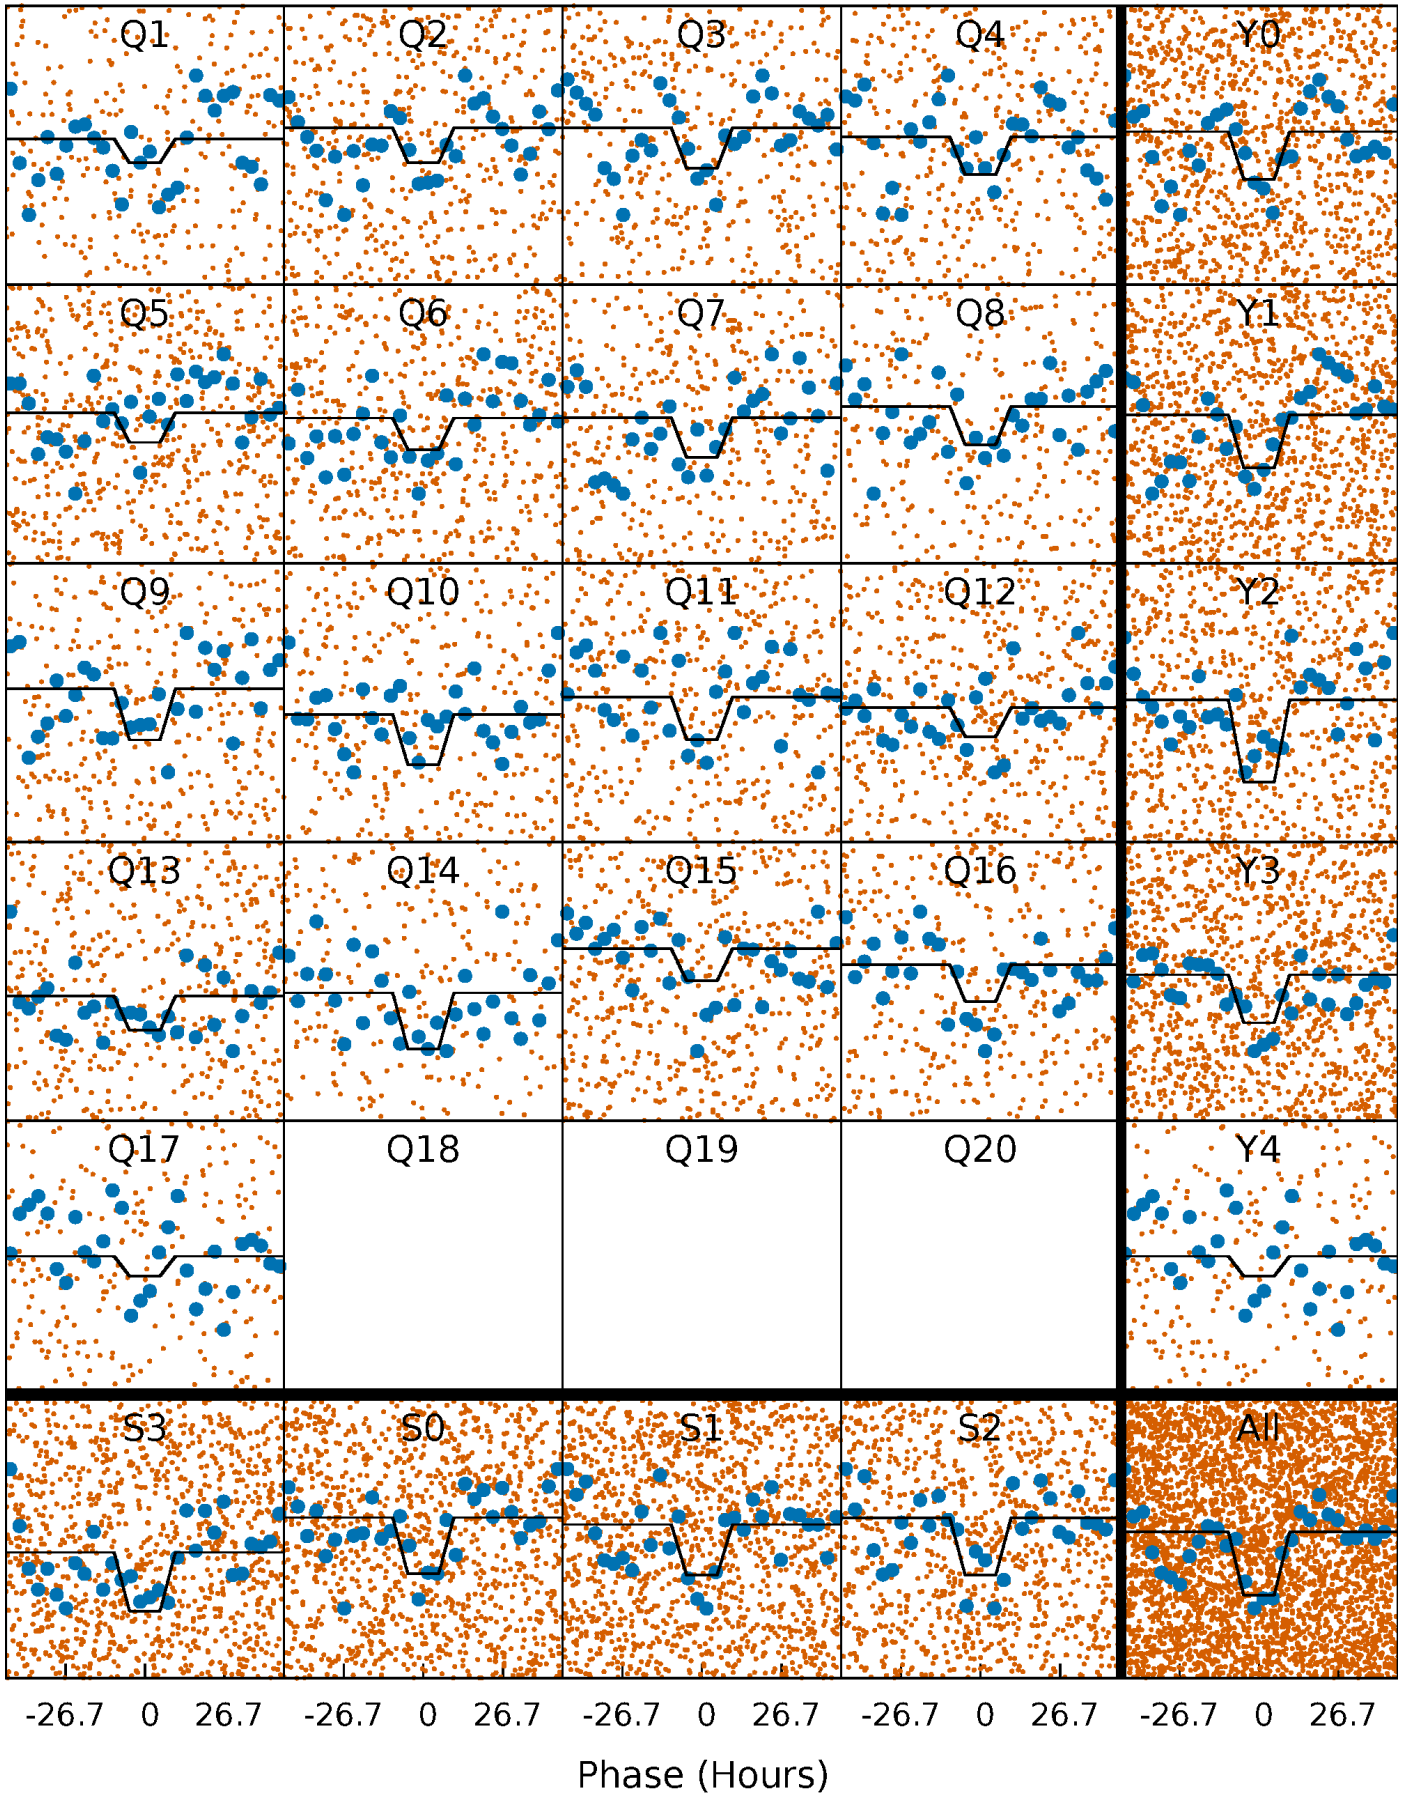 Q1 Q2 Q3 Q4 Y0
Q5 Q6 Q7 Q8 Y1
Q9 Q10 Q11 Q12 Y2
Q13 Q14 Q15 Q16 Y3
Q17 Q18 Q19 Q20 Y4
S3 S0 S1 S2 All
-26.7 0 26.7 -26.7 0 26.7 -26.7 0 26.7 -26.7 0 26.7 -26.7 0 26.7
Phase (Hours)